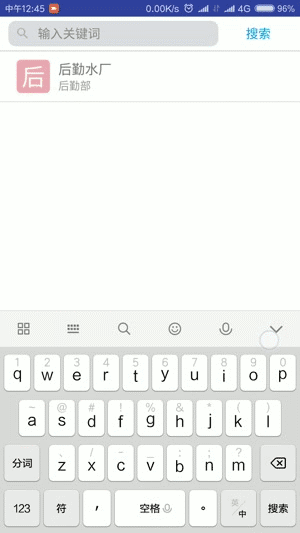 中午12:45 0.00K/s 4G 96%
输入关键词 搜索
后 后勤水厂
后勤部
1 2 3 4 5 6 7 8 9 0
q w e r t y u i o p
~ @ # ! % & * ( )
a s d f g h j k l
分词 z x c v b n m
、 / - _ : ; ?
123 符 ， 空格 。 英/中 搜索